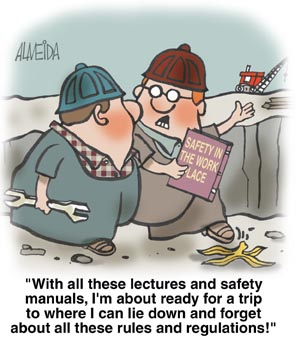 ALMEIDA
SAFETY IN
THE WORK
PLACE
"With all these lectures and safety
manuals, I'm about ready for a trip
to where I can lie down and forget
about all these rules and regulations!"